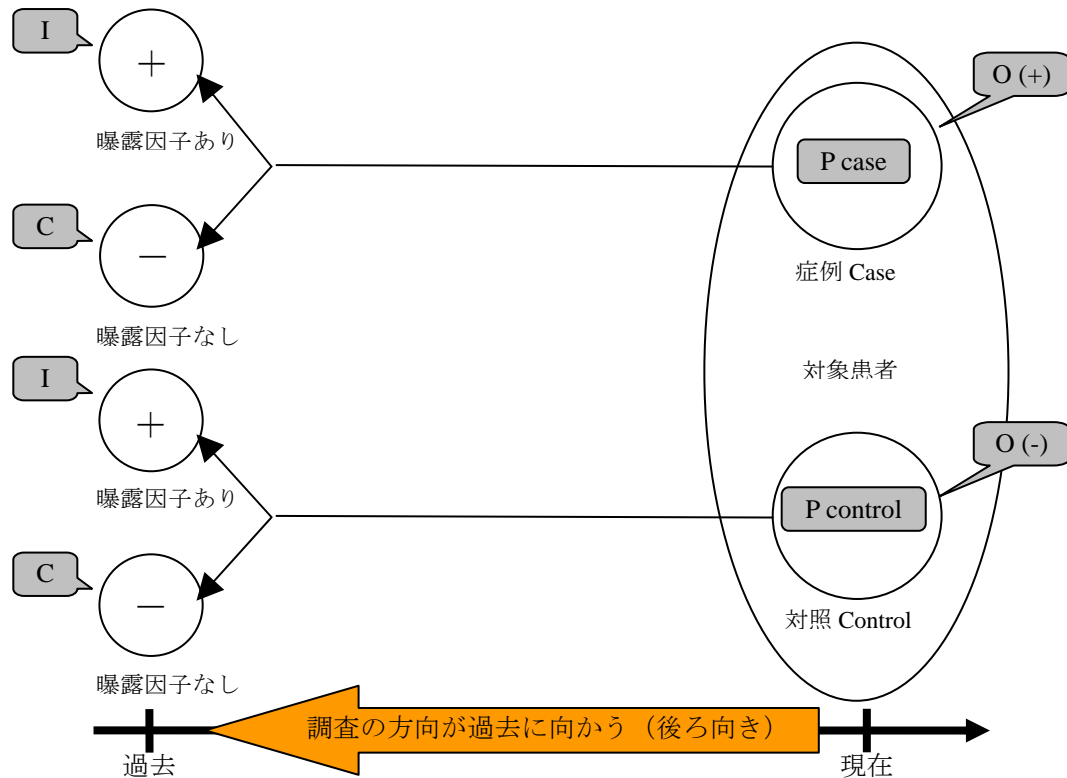 I
+
曝露因子あり
C
−
曝露因子なし
I
+
曝露因子あり
C
−
曝露因子なし
O (+)
P case
症例 Case
対象患者
O (-)
P control
対照 Control
調査の方向が過去に向かう（後ろ向き）
過去
現在